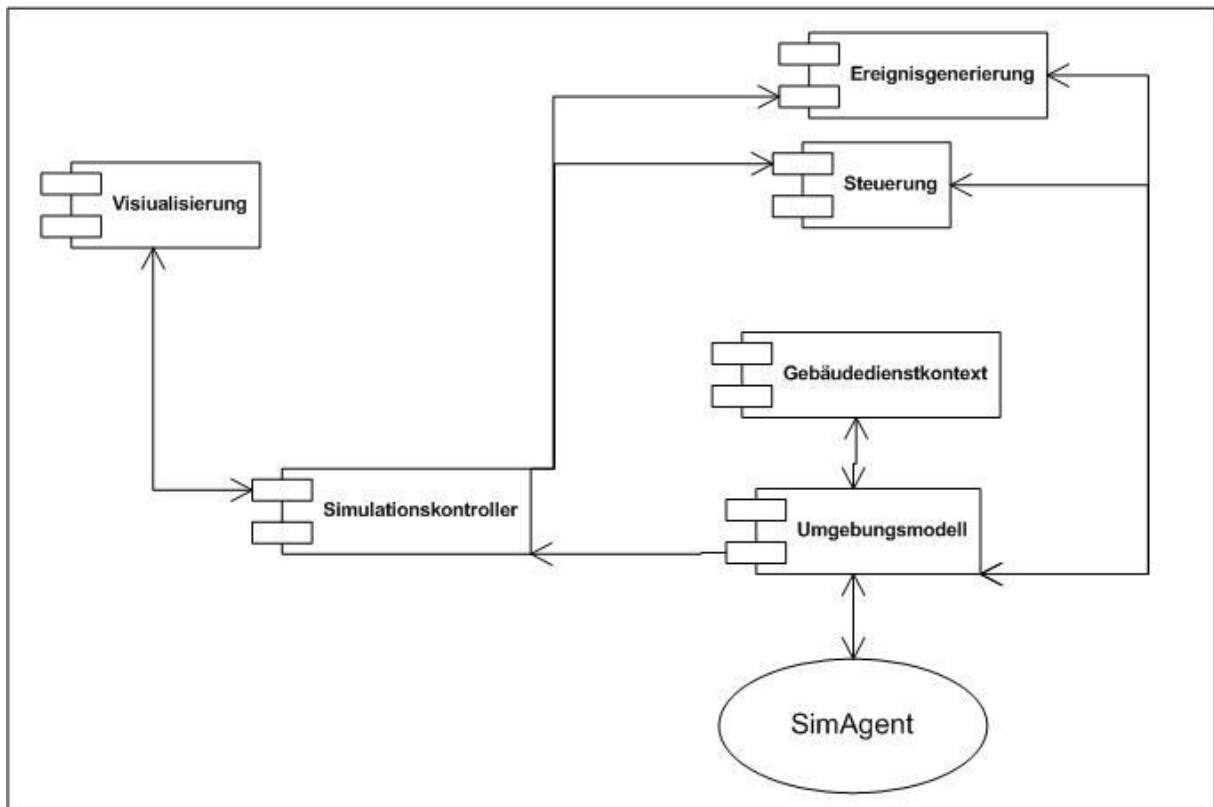 Ereignisgenerierung
Steuerung
Visiualisierung
Gebäudedienstkontext
Simulationskontroller
Umgebungsmodell
SimAgent